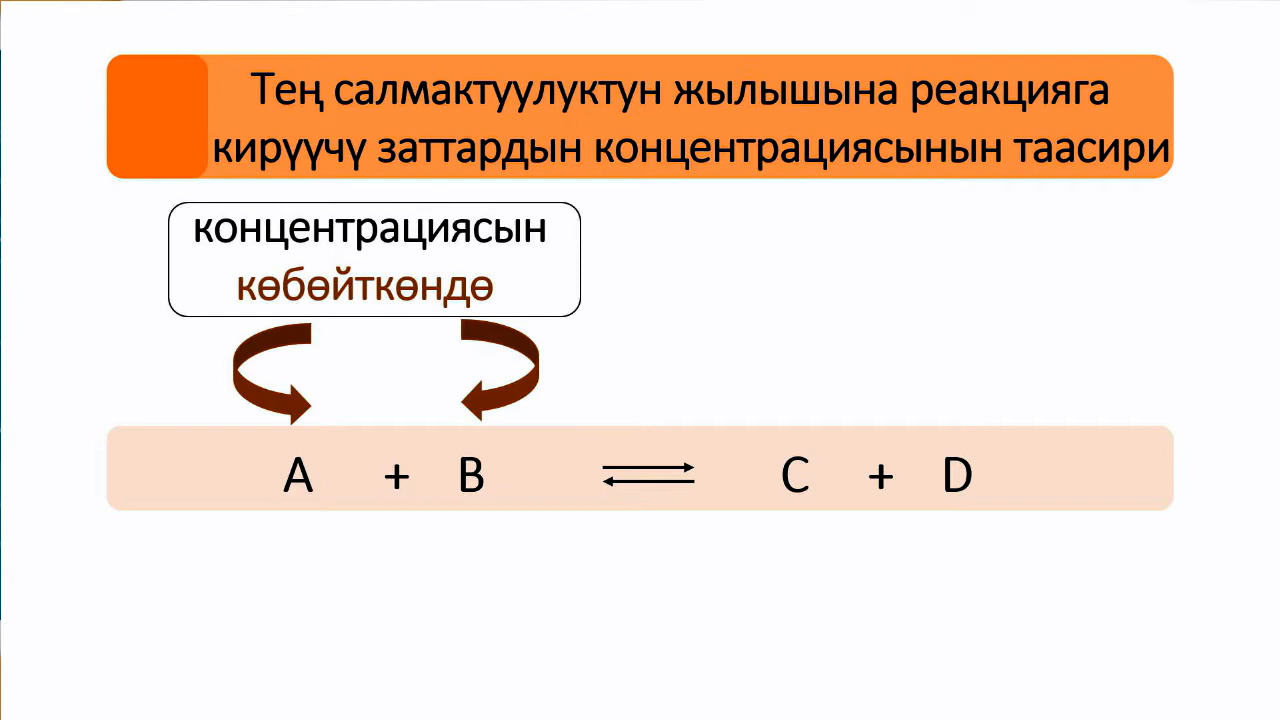 Тең салмактуулуктун жылышына реакцияга
кирүүчү заттардын концентрациясынын таасири
концентрациясын
көбөйткөндө
A + B ⇌ C + D